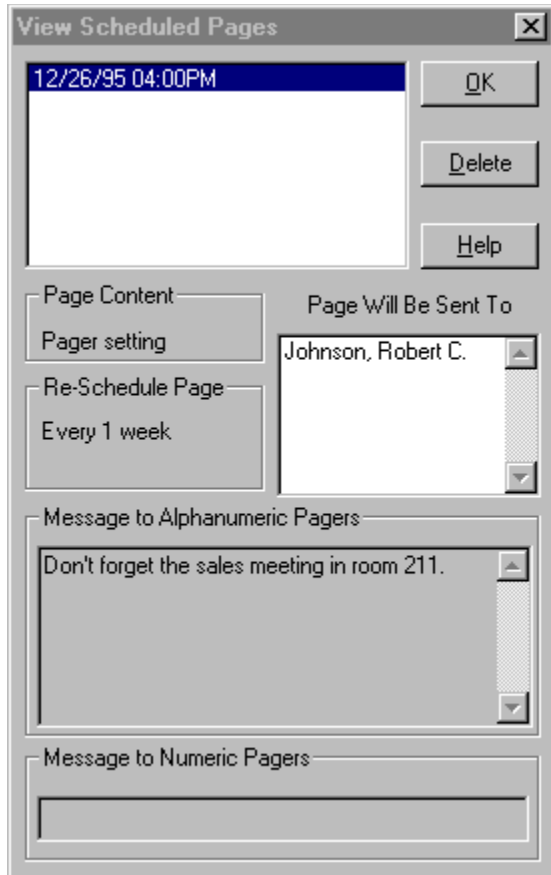 View Scheduled Pages
12/26/95 04:00PM
OK
Delete
Help
Page Content
Pager setting
Page Will Be Sent To
Johnson, Robert C.
Re-Schedule Page
Every 1 week
Message to Alphanumeric Pagers
Don't forget the sales meeting in room 211.
Message to Numeric Pagers